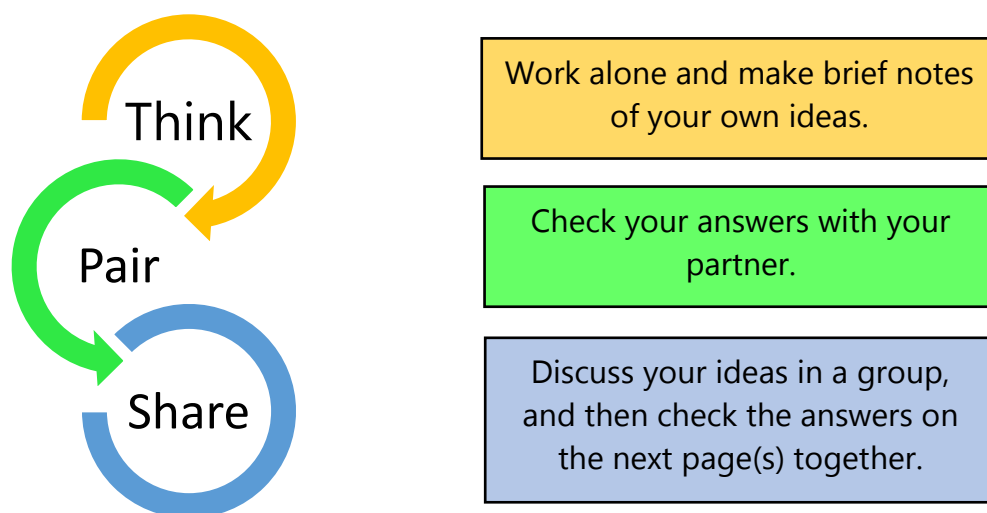 Think
Work alone and make brief notes
of your own ideas.
Pair
Check your answers with your
partner.
Share
Discuss your ideas in a group,
and then check the answers on
the next page(s) together.